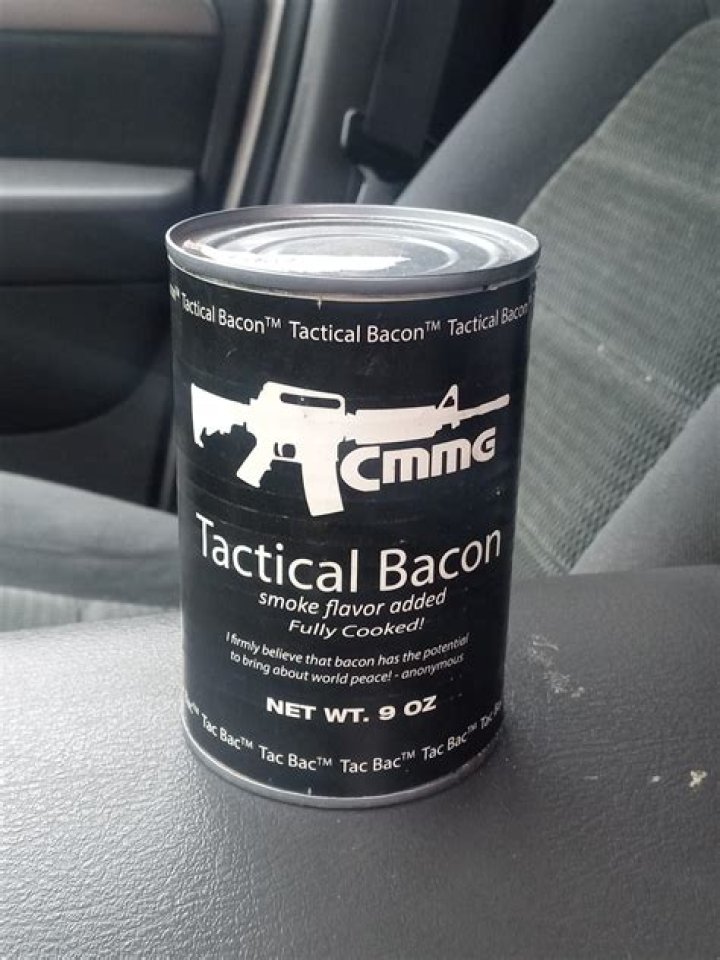 Tactical Bacon™ Tactical Bacon™ Tactical Bacon
CMMG
Tactical Bacon
smoke flavor added
Fully Cooked!
I firmly believe that bacon has the potential
to bring about world peace! - anonymous
NET WT. 9 OZ
Tac Bac™ Tac Bac™ Tac Bac™ Tac Bac™